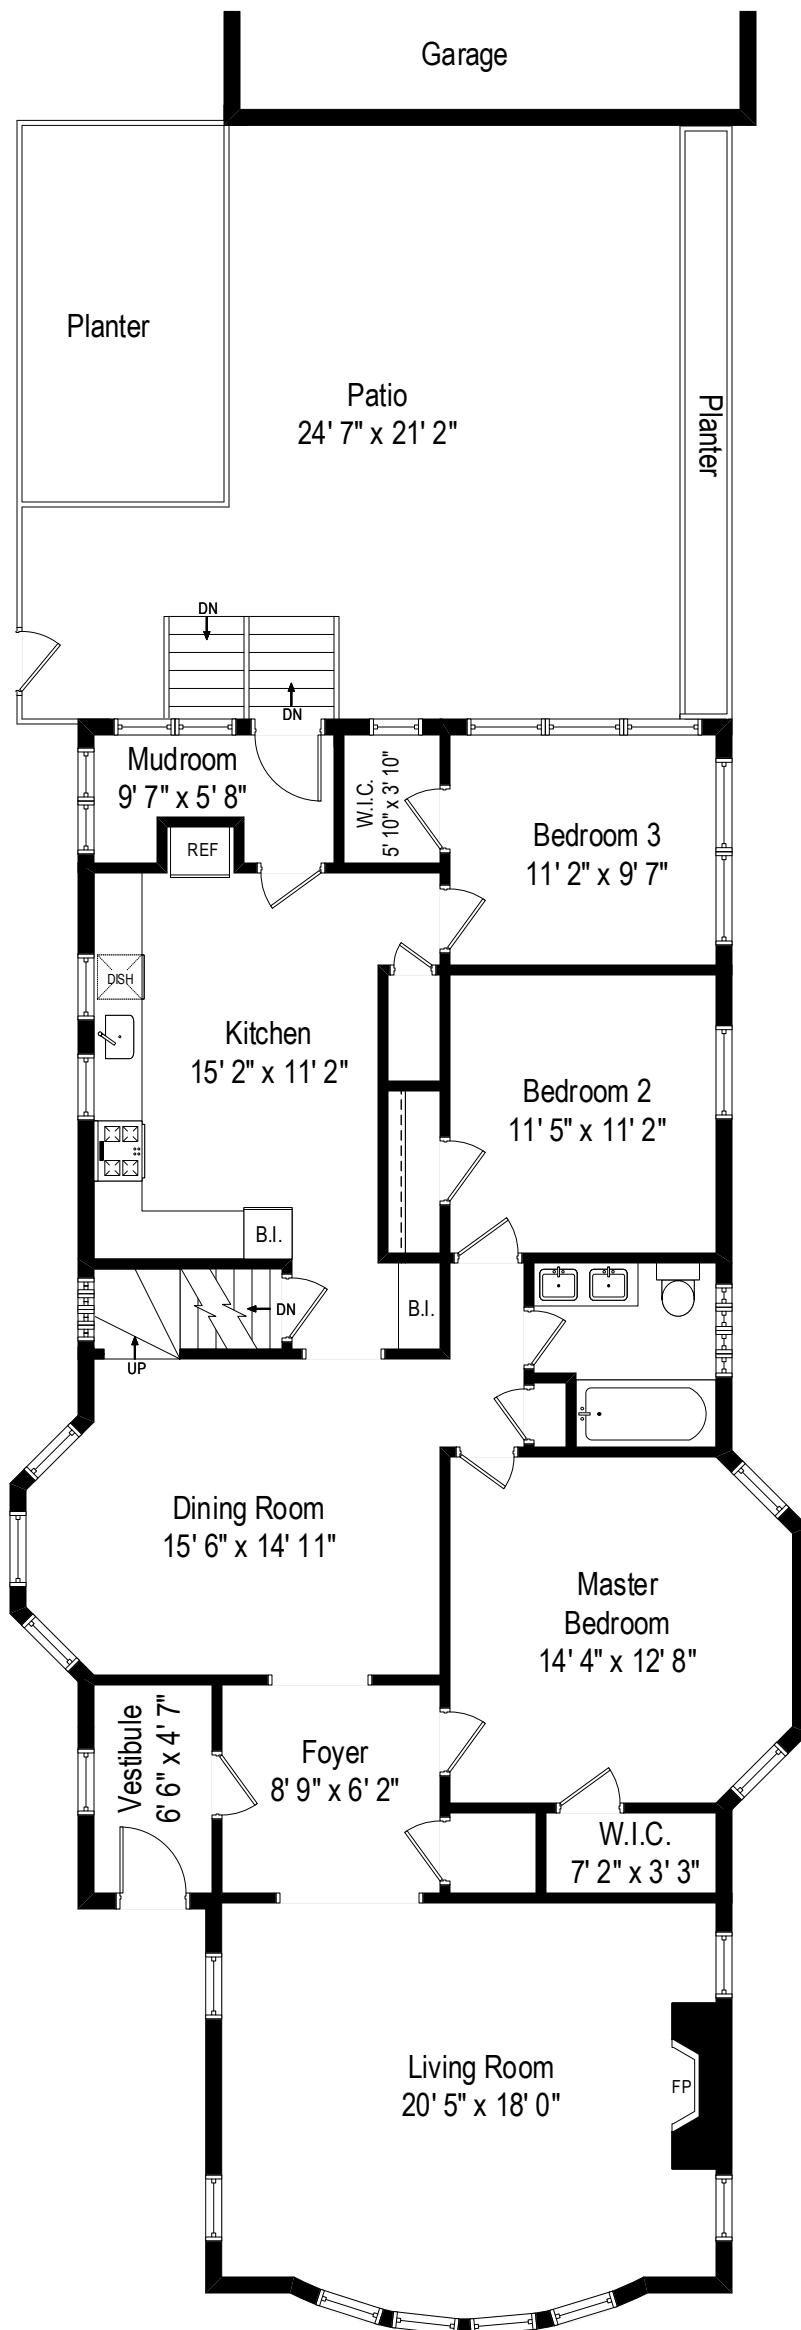 Garage
Planter
Patio
24' 7" x 21' 2"
Planter
DN
DN
Mudroom
9' 7" x 5' 8"
W.I.C.
5' 10" x 3' 10"
REF
Bedroom 3
11' 2" x 9' 7"
DISH
Kitchen
15' 2" x 11' 2"
Bedroom 2
11' 5" x 11' 2"
B.I.
DN
B.I.
UP
Dining Room
15' 6" x 14' 11"
Master
Bedroom
14' 4" x 12' 8"
Vestibule
6' 6" x 4' 7"
Foyer
8' 9" x 6' 2"
W.I.C.
7' 2" x 3' 3"
Living Room
20' 5" x 18' 0"
FP